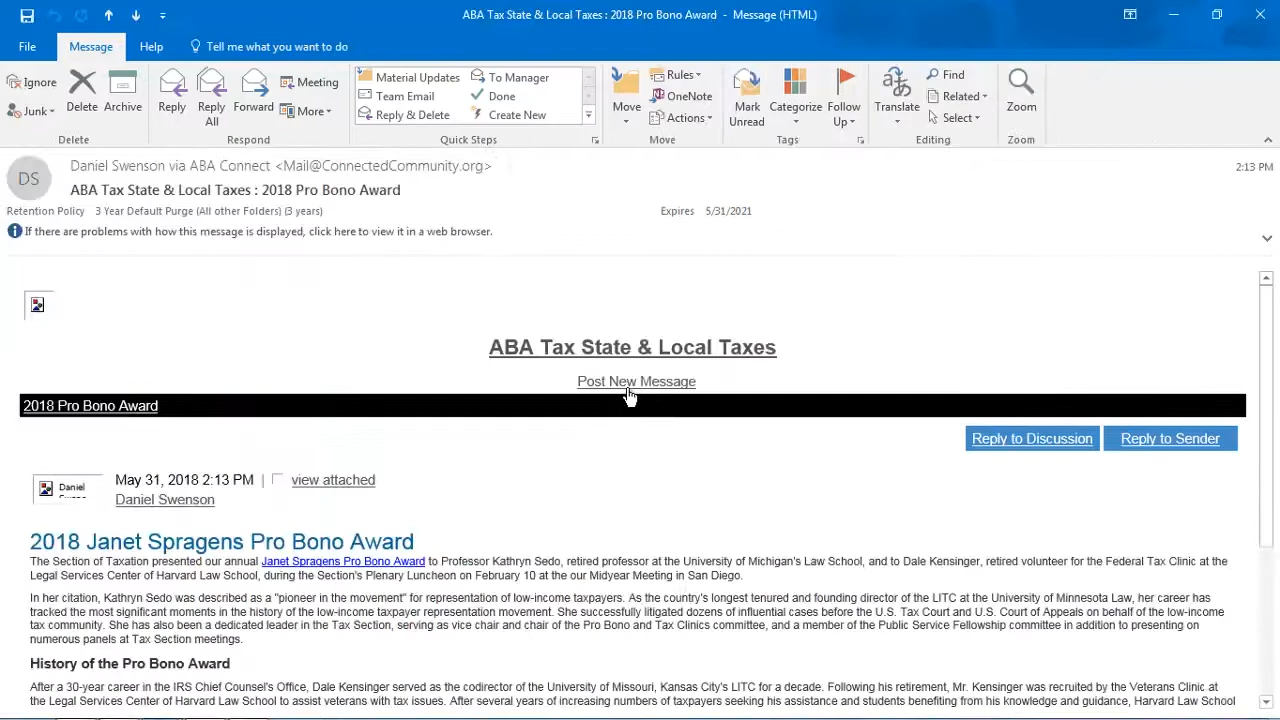 ABA Tax State & Local Taxes : 2018 Pro Bono Award - Message (HTML)
File Message Help Tell me what you want to do
Ignore
Junk
Delete
Archive
Reply
Reply All
Forward
Meeting
More
Material Updates
Team Email
Reply & Delete
To Manager
Done
Create New
Move
Rules
OneNote
Actions
Mark Unread
Categorize
Follow Up
Translate
Find
Related
Select
Zoom
Delete Respond Quick Steps Move Tags Editing Zoom
DS
Daniel Swenson via ABA Connect <Mail@ConnectedCommunity.org>
2:13 PM
ABA Tax State & Local Taxes : 2018 Pro Bono Award
Retention Policy 3 Year Default Purge (All other Folders) (3 years) Expires 5/31/2021
If there are problems with how this message is displayed, click here to view it in a web browser.
ABA Tax State & Local Taxes
Post New Message
2018 Pro Bono Award
Reply to Discussion Reply to Sender
Daniel
May 31, 2018 2:13 PM | view attached
Daniel Swenson
2018 Janet Spragens Pro Bono Award
The Section of Taxation presented our annual Janet Spragens Pro Bono Award to Professor Kathryn Sedo, retired professor at the University of Michigan's Law School, and to Dale Kensinger, retired volunteer for the Federal Tax Clinic at the
Legal Services Center of Harvard Law School, during the Section's Plenary Luncheon on February 10 at the our Midyear Meeting in San Diego.
In her citation, Kathryn Sedo was described as a "pioneer in the movement" for representation of low-income taxpayers. As the country's longest tenured and founding director of the LITC at the University of Minnesota Law, her career has
tracked the most significant moments in the history of the low-income taxpayer representation movement. She successfully litigated dozens of influential cases before the U.S. Tax Court and U.S. Court of Appeals on behalf of the low-income
tax community. She has also been a dedicated leader in the Tax Section, serving as vice chair and chair of the Pro Bono and Tax Clinics committee, and a member of the Public Service Fellowship committee in addition to presenting on
numerous panels at Tax Section meetings.
History of the Pro Bono Award
After a 30-year career in the IRS Chief Counsel's Office, Dale Kensinger served as the codirector of the University of Missouri, Kansas City's LITC for a decade. Following his retirement, Mr. Kensinger was recruited by the Veterans Clinic at
the Legal Services Center of Harvard Law School to assist veterans with tax issues. After several years of increasing numbers of taxpayers seeking his assistance and students benefiting from his knowledge and guidance, Harvard Law School